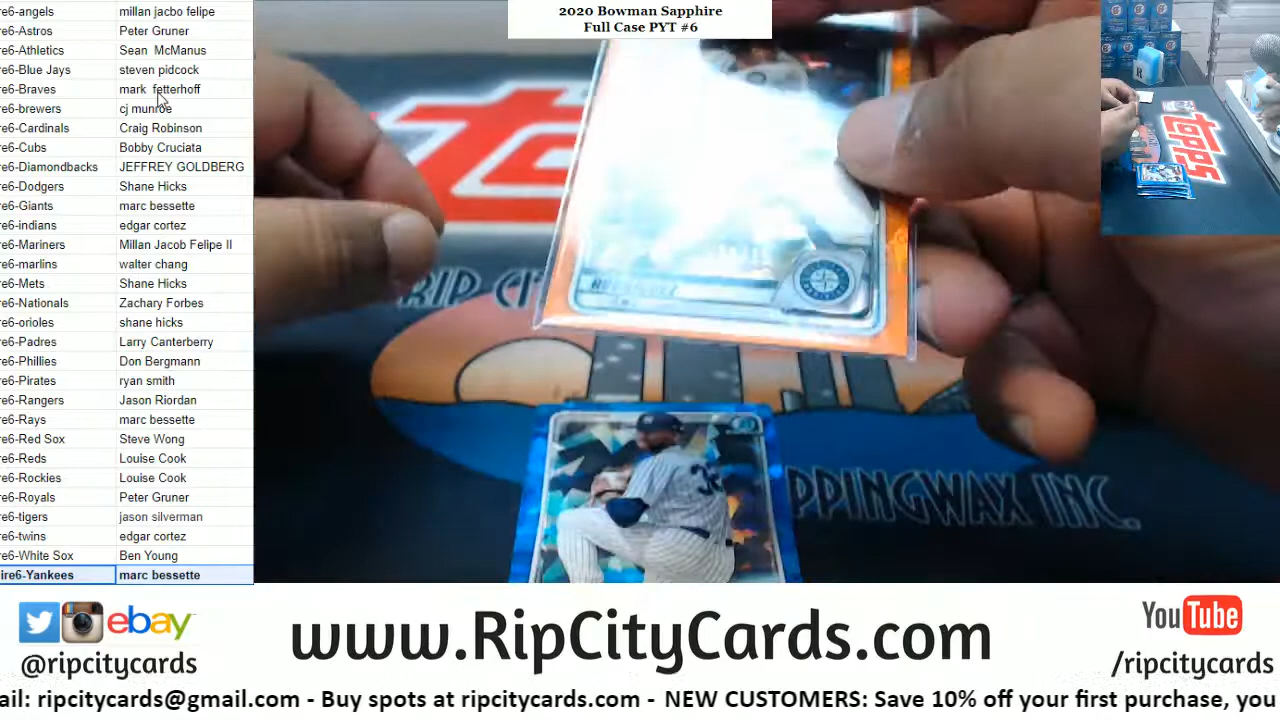 2020 Bowman Sapphire
Full Case PYT #6
re6-angels millan jacbo felipe
re6-Astros Peter Gruner
re6-Athletics Sean McManus
re6-Blue Jays steven pidcock
re6-Braves mark fetterhoff
re6-brewers cj munroe
re6-Cardinals Craig Robinson
re6-Cubs Bobby Cruciata
re6-Diamondbacks JEFFREY GOLDBERG
re6-Dodgers Shane Hicks
re6-Giants marc bessette
re6-indians edgar cortez
re6-Mariners Millan Jacob Felipe II
re6-marlins walter chang
re6-Mets Shane Hicks
re6-Nationals Zachary Forbes
re6-orioles shane hicks
re6-Padres Larry Canterberry
re6-Phillies Don Bergmann
re6-Pirates ryan smith
re6-Rangers Jason Riordan
re6-Rays marc bessette
re6-Red Sox Steve Wong
re6-Reds Louise Cook
re6-Rockies Louise Cook
re6-Royals Peter Gruner
re6-tigers jason silverman
re6-twins edgar cortez
re6-White Sox Ben Young
ire6-Yankees marc bessette
topps
RIP CI
PPINGWAX INC.
ebay
@ripcitycards
www.RipCityCards.com
YouTube
/ripcitycards
ail: ripcitycards@gmail.com - Buy spots at ripcitycards.com - NEW CUSTOMERS: Save 10% off your first purchase, you